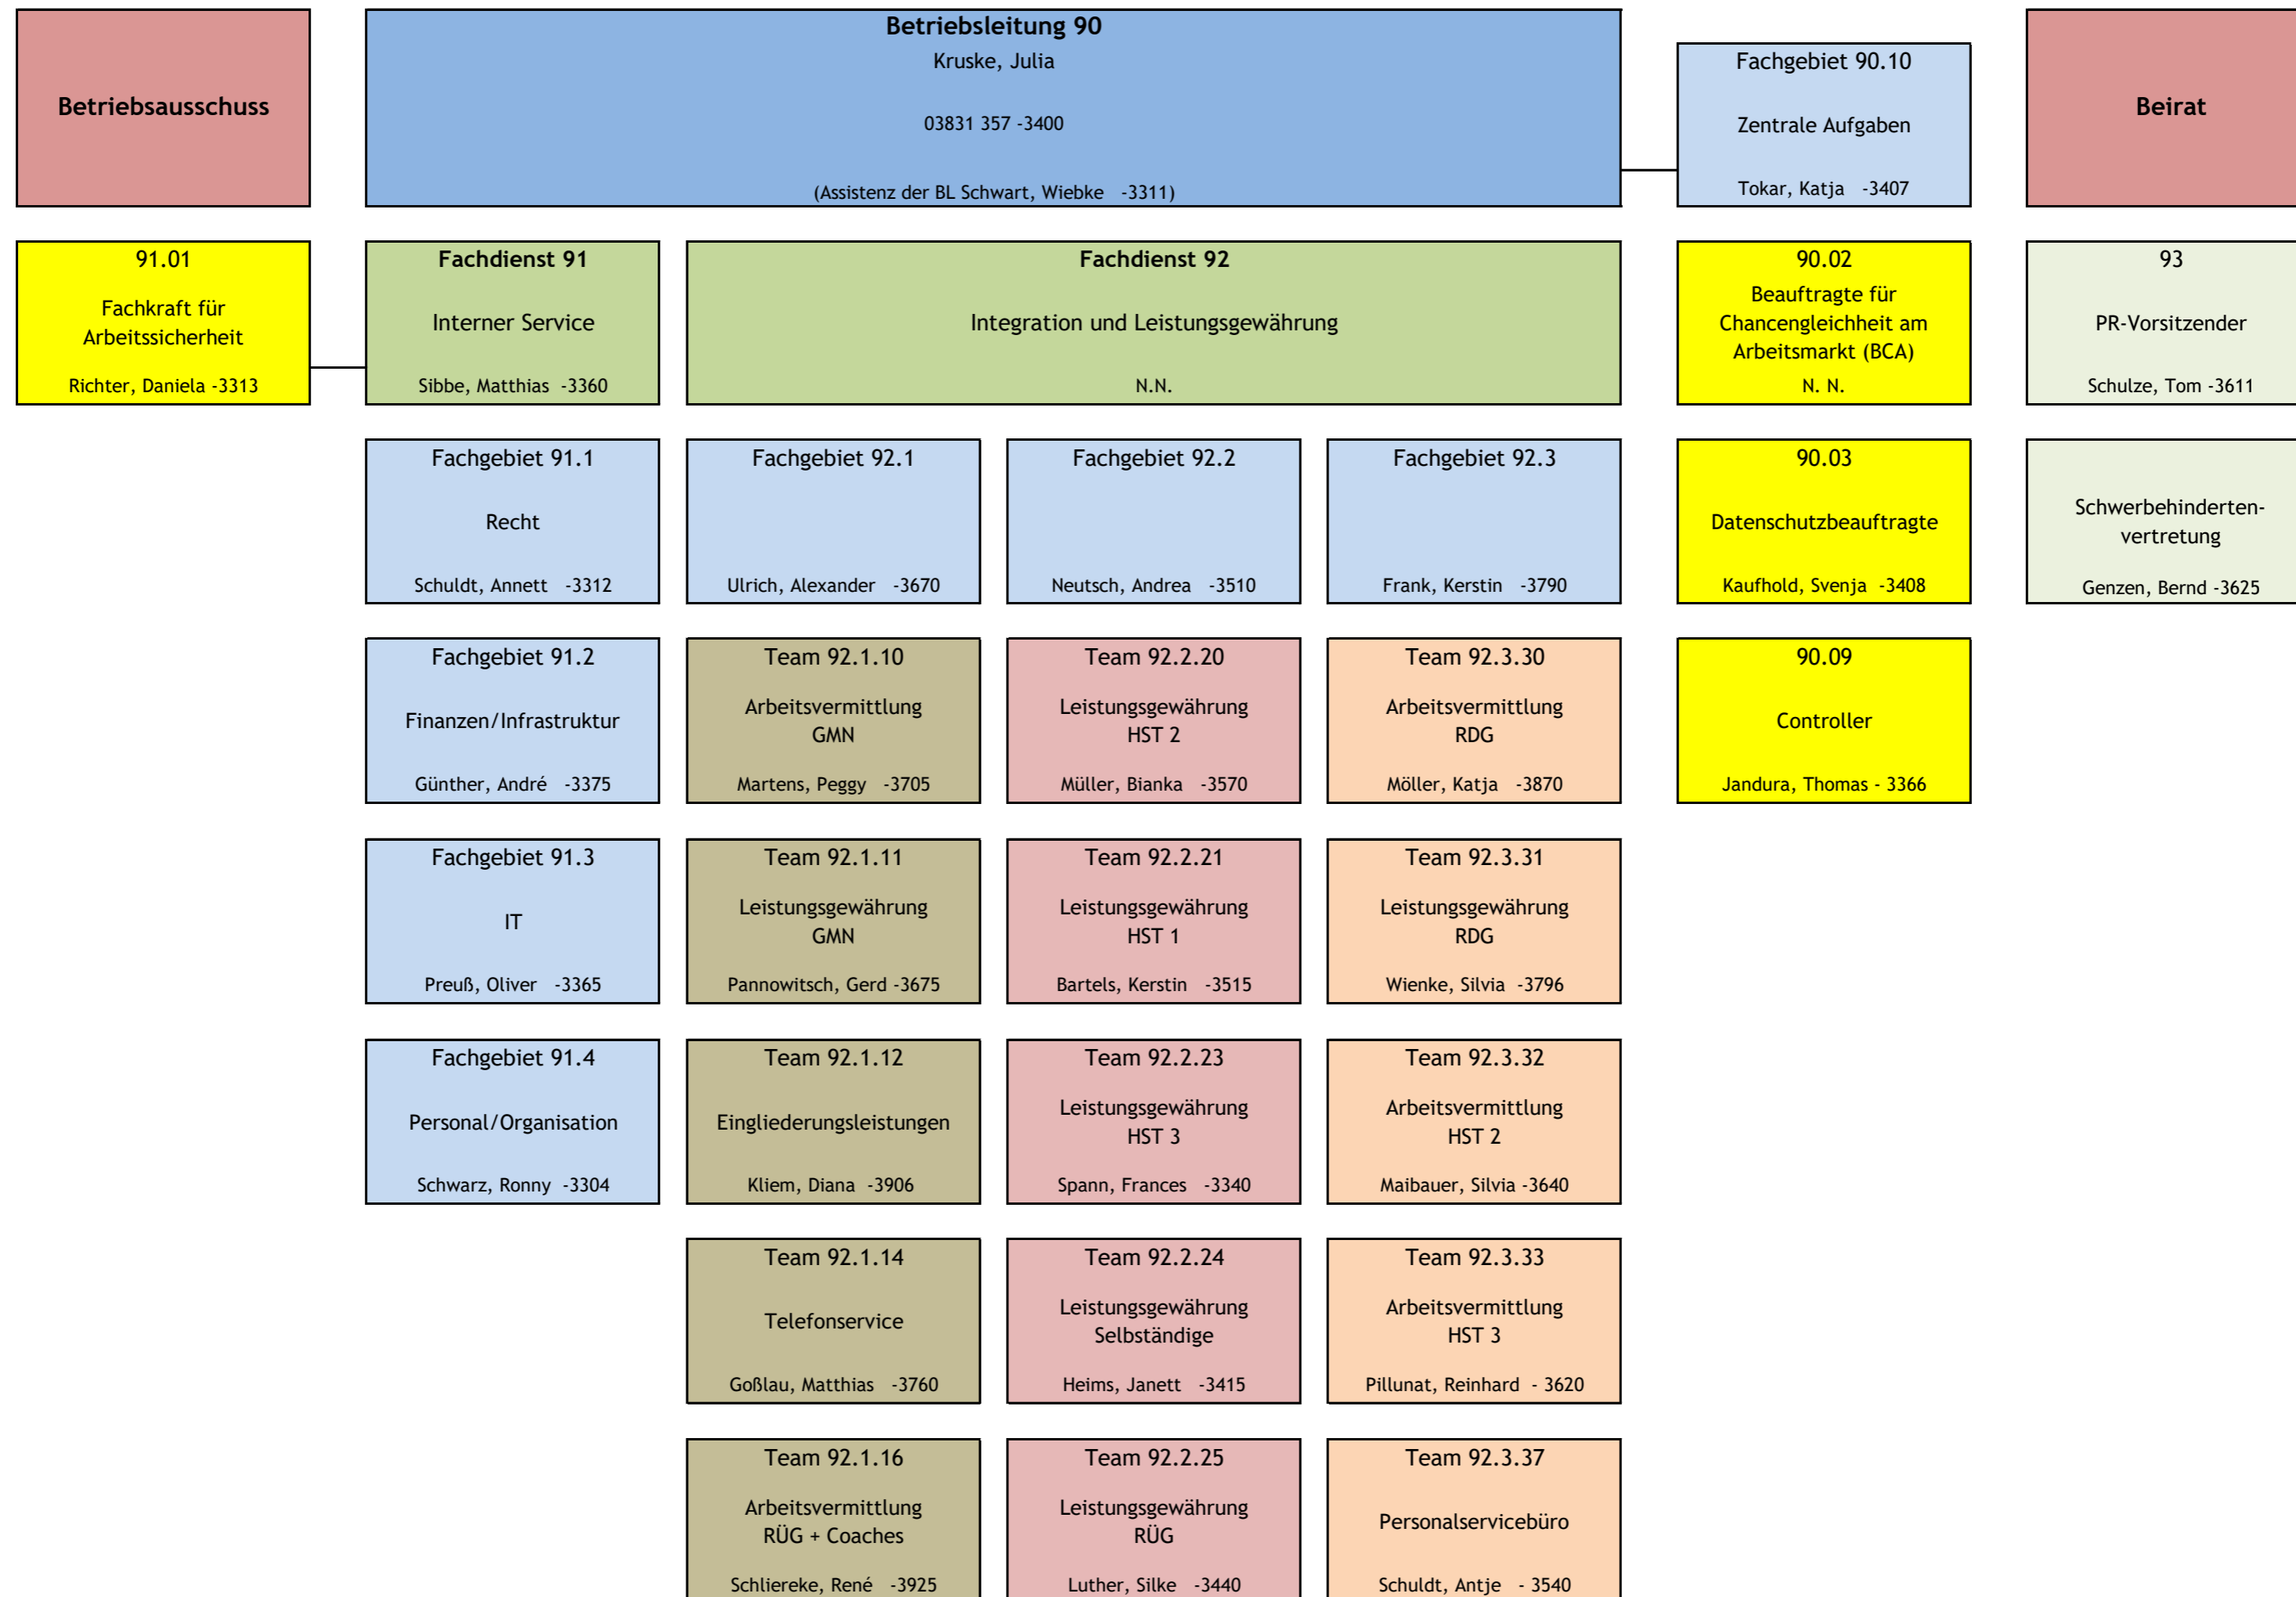 Betriebsausschuss
Betriebsleitung 90
Kruske, Julia
03831 357 -3400
(Assistenz der BL Schwart, Wiebke -3311)
Fachgebiet 90.10
Zentrale Aufgaben
Tokar, Katja -3407
Beirat
91.01
Fachkraft für
Arbeitssicherheit
Richter, Daniela -3313
Fachdienst 91
Interner Service
Sibbe, Matthias -3360
Fachdienst 92
Integration und Leistungsgewährung
N.N.
90.02
Beauftragte für
Chancengleichheit am
Arbeitsmarkt (BCA)
N. N.
93
PR-Vorsitzender
Schulze, Tom -3611
Fachgebiet 91.1
Recht
Schuldt, Annett -3312
Fachgebiet 92.1
Ulrich, Alexander -3670
Fachgebiet 92.2
Neutsch, Andrea -3510
Fachgebiet 92.3
Frank, Kerstin -3790
90.03
Datenschutzbeauftragte
Kaufhold, Svenja -3408
Schwerbehinderten-
vertretung
Genzen, Bernd -3625
Fachgebiet 91.2
Finanzen/Infrastruktur
Günther, André -3375
Team 92.1.10
Arbeitsvermittlung
GMN
Martens, Peggy -3705
Team 92.2.20
Leistungsgewährung
HST 2
Müller, Bianka -3570
Team 92.3.30
Arbeitsvermittlung
RDG
Möller, Katja -3870
90.09
Controller
Jandura, Thomas - 3366
Fachgebiet 91.3
IT
Preuß, Oliver -3365
Team 92.1.11
Leistungsgewährung
GMN
Pannowitsch, Gerd -3675
Team 92.2.21
Leistungsgewährung
HST 1
Bartels, Kerstin -3515
Team 92.3.31
Leistungsgewährung
RDG
Wienke, Silvia -3796
Fachgebiet 91.4
Personal/Organisation
Schwarz, Ronny -3304
Team 92.1.12
Eingliederungsleistungen
Kliem, Diana -3906
Team 92.2.23
Leistungsgewährung
HST 3
Spann, Frances -3340
Team 92.3.32
Arbeitsvermittlung
HST 2
Maibauer, Silvia -3640
Team 92.1.14
Telefonservice
Goßlau, Matthias -3760
Team 92.2.24
Leistungsgewährung
Selbständige
Heims, Janett -3415
Team 92.3.33
Arbeitsvermittlung
HST 3
Pillunat, Reinhard - 3620
Team 92.1.16
Arbeitsvermittlung
RÜG + Coaches
Schliereke, René -3925
Team 92.2.25
Leistungsgewährung
RÜG
Luther, Silke -3440
Team 92.3.37
Personalservicebüro
Schuldt, Antje - 3540